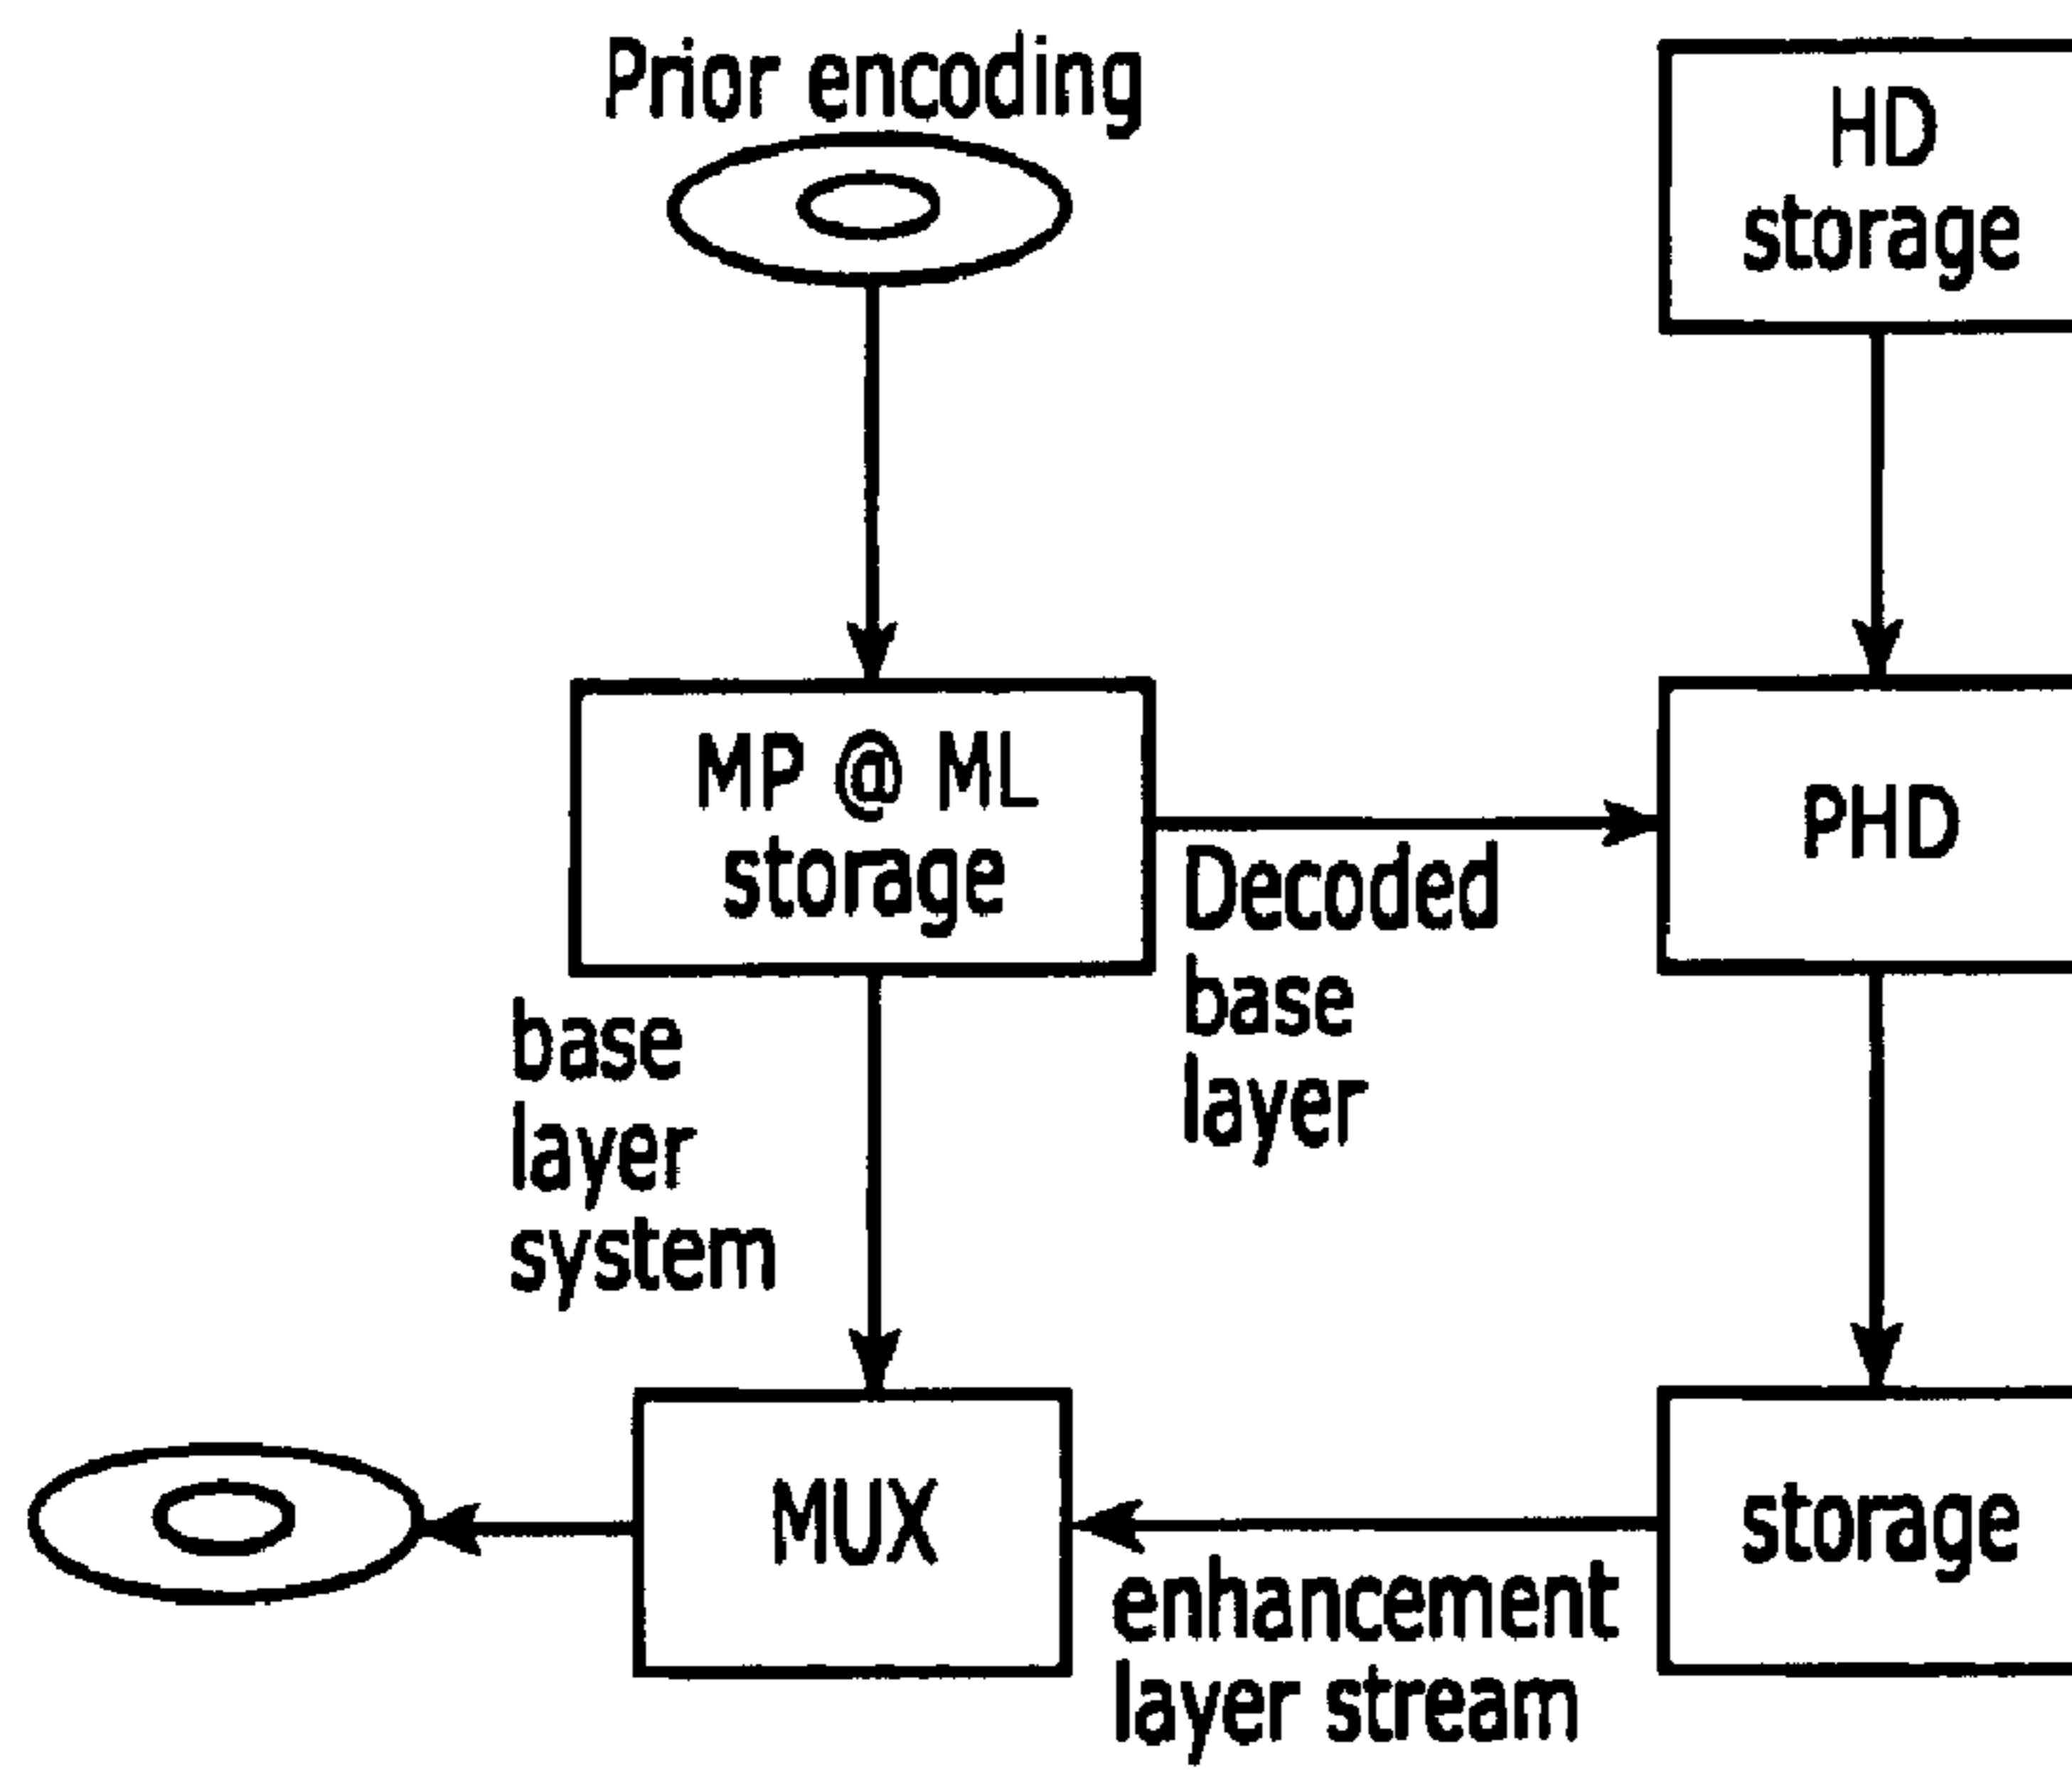 Prior encoding
HD
storage
MP @ ML
storage
PHD
Decoded
base
layer
base
layer
system
MUX
storage
enhancement
layer stream